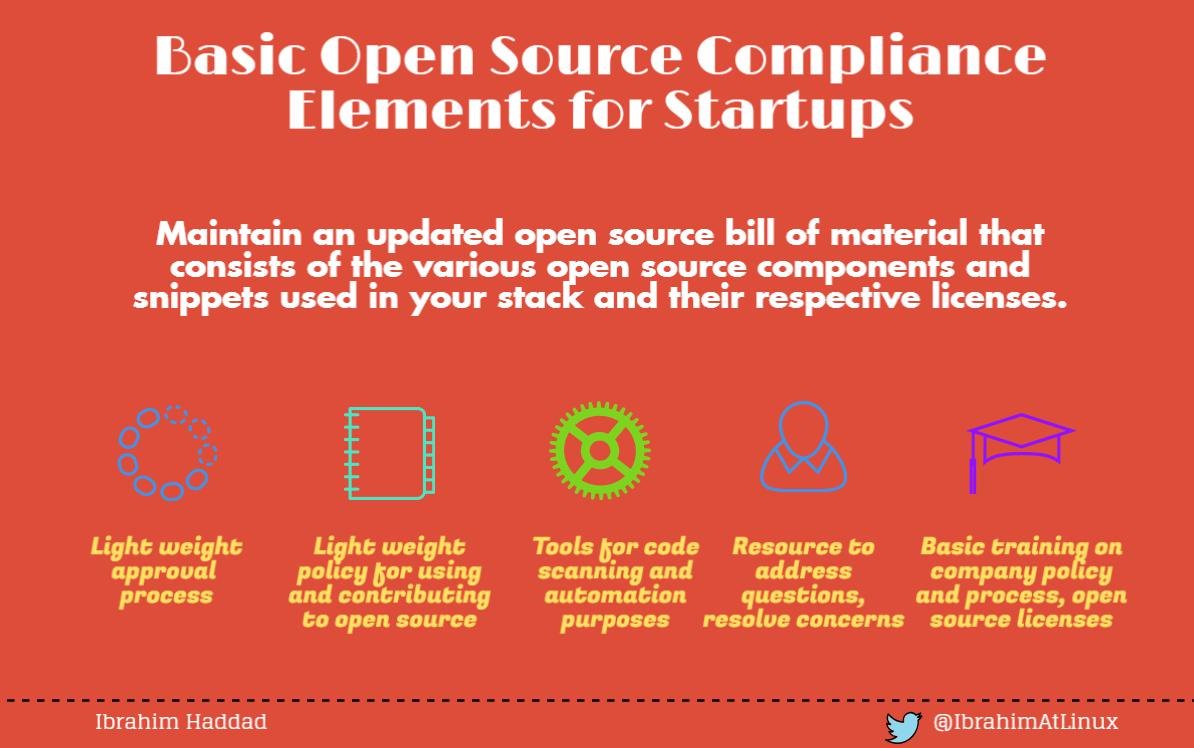 Basic Open Source Compliance
Elements for Startups
Maintain an updated open source bill of material that
consists of the various open source components and
snippets used in your stack and their respective licenses.
Light weight
approval
process
Light weight
policy for using
and contributing
to open source
Tools for code
scanning and
automation
purposes
Resource to
address
questions,
resolve concerns
Basic training on
company policy
and process, open
source licenses
Ibrahim Haddad
@IbrahimAtLinux